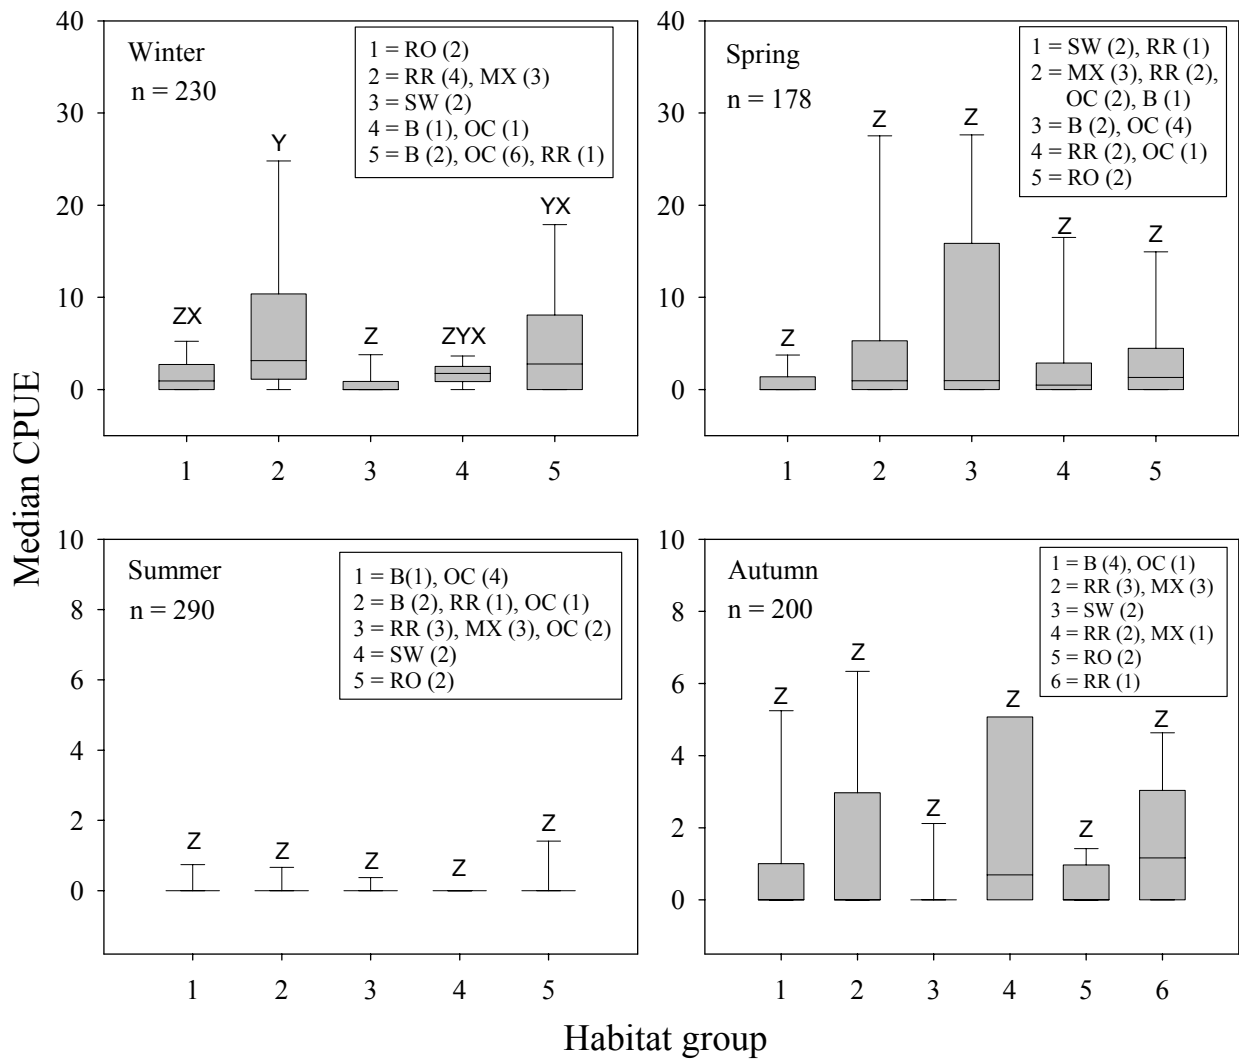 Median CPUE
Winter
n = 230
1 = RO (2)
2 = RR (4), MX (3)
3 = SW (2)
4 = B (1), OC (1)
5 = B (2), OC (6), RR (1)
40
30
20
10
0
ZX
Y
Z
ZYX
YX
1 2 3 4 5
Spring
n = 178
1 = SW (2), RR (1)
2 = MX (3), RR (2),
OC (2), B (1)
3 = B (2), OC (4)
4 = RR (2), OC (1)
5 = RO (2)
40
30
20
10
0
Z
Z
Z
Z
Z
1 2 3 4 5
Summer
n = 290
1 = B(1), OC (4)
2 = B (2), RR (1), OC (1)
3 = RR (3), MX (3), OC (2)
4 = SW (2)
5 = RO (2)
10
8
6
4
2
0
Z
Z
Z
Z
Z
1 2 3 4 5
Autumn
n = 200
1 = B (4), OC (1)
2 = RR (3), MX (3)
3 = SW (2)
4 = RR (2), MX (1)
5 = RO (2)
6 = RR (1)
10
8
6
4
2
0
Z
Z
Z
Z
Z
Z
1 2 3 4 5 6
Habitat group